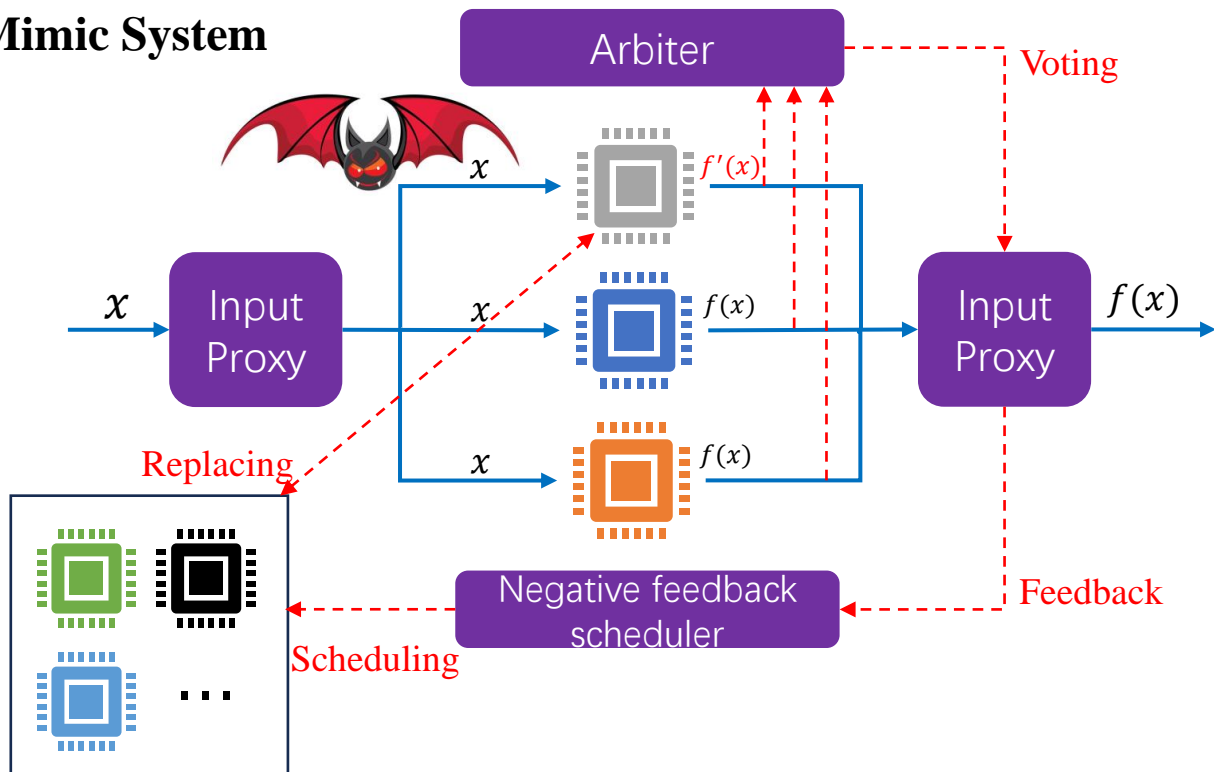 Mimic System
Arbiter
Voting
x
f'(x)
x
Input
Proxy
x
f(x)
Input
Proxy
f(x)
Replacing
x
f(x)
Negative feedback
scheduler
Feedback
Scheduling
...